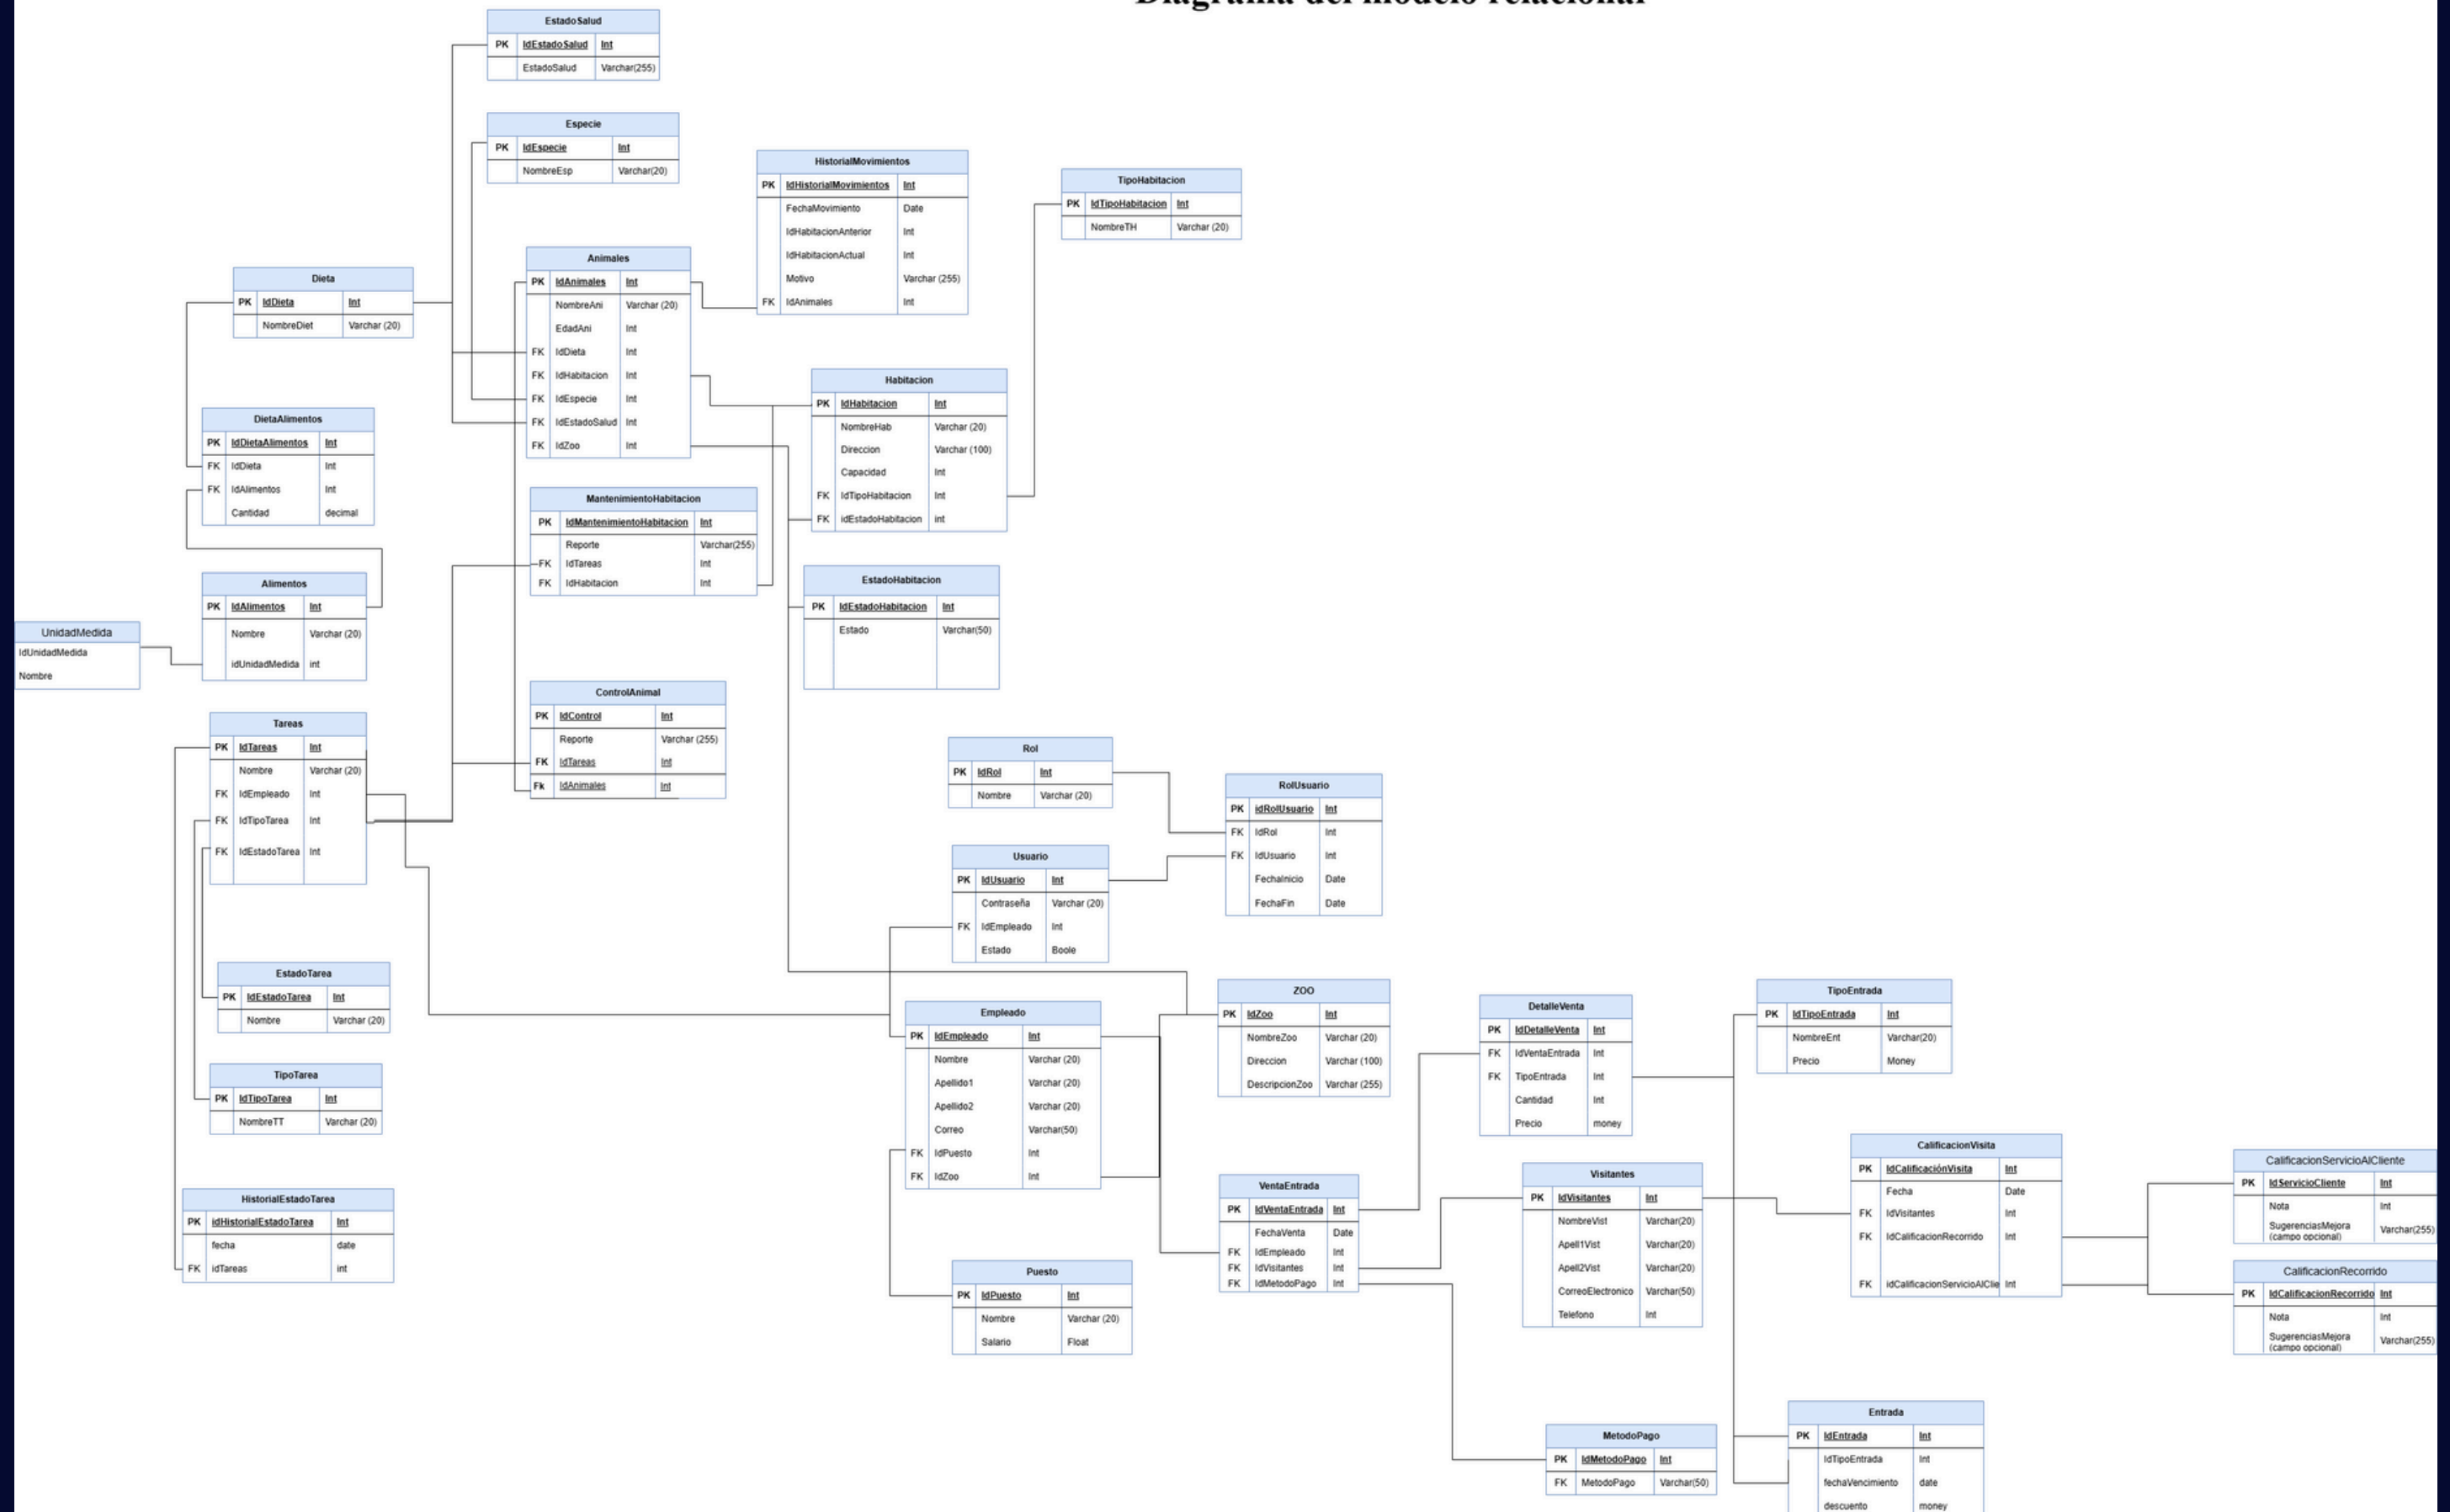 Diagrama del modelo relacional
EstadoSalud
PK IdEstadoSalud Int
EstadoSalud Varchar(255)
Especie
PK IdEspecie Int
NombreEsp Varchar(20)
HistorialMovimientos
PK IdHistorialMovimientos Int
FechaMovimiento Date
IdHabitacionAnterior Int
IdHabitacionActual Int
Motivo Varchar (255)
FK IdAnimales Int
TipoHabitacion
PK IdTipoHabitacion Int
NombreTH Varchar (20)
Animales
PK IdAnimales Int
NombreAni Varchar (20)
EdadAni Int
FK IdDieta Int
FK IdHabitacion Int
FK IdEspecie Int
FK IdEstadoSalud Int
FK IdZoo Int
Dieta
PK IdDieta Int
NombreDiet Varchar (20)
Habitacion
PK IdHabitacion Int
NombreHab Varchar (20)
Direccion Varchar (100)
Capacidad Int
FK IdTipoHabitacion Int
FK idEstadoHabitacion int
DietaAlimentos
PK IdDietaAlimentos Int
FK IdDieta Int
FK IdAlimentos Int
Cantidad decimal
MantenimientoHabitacion
PK IdMantenimientoHabitacion Int
Reporte Varchar(255)
FK IdTareas Int
FK IdHabitacion Int
EstadoHabitacion
PK IdEstadoHabitacion Int
Estado Varchar(50)
Alimentos
PK IdAlimentos Int
Nombre Varchar (20)
idUnidadMedida int
UnidadMedida
IdUnidadMedida
Nombre
ControlAnimal
PK IdControl Int
Reporte Varchar (255)
FK IdTareas Int
Fk IdAnimales Int
Tareas
PK IdTareas Int
Nombre Varchar (20)
FK IdEmpleado Int
FK IdTipoTarea Int
FK IdEstadoTarea Int
Rol
PK IdRol Int
Nombre Varchar (20)
RolUsuario
PK idRolUsuario Int
FK IdRol Int
FK IdUsuario Int
FechaInicio Date
FechaFin Date
Usuario
PK IdUsuario Int
Contraseña Varchar (20)
FK IdEmpleado Int
Estado Boole
EstadoTarea
PK IdEstadoTarea Int
Nombre Varchar (20)
TipoTarea
PK IdTipoTarea Int
NombreTT Varchar (20)
HistorialEstadoTarea
PK idHistorialEstadoTarea Int
fecha date
FK idTareas int
Empleado
PK IdEmpleado Int
Nombre Varchar (20)
Apellido1 Varchar (20)
Apellido2 Varchar (20)
Correo Varchar(50)
FK IdPuesto Int
FK IdZoo Int
ZOO
PK IdZoo Int
NombreZoo Varchar (20)
Direccion Varchar (100)
DescripcionZoo Varchar (255)
DetalleVenta
PK IdDetalleVenta Int
FK IdVentaEntrada Int
FK TipoEntrada Int
Cantidad Int
Precio money
TipoEntrada
PK IdTipoEntrada Int
NombreEnt Varchar(20)
Precio Money
VentaEntrada
PK IdVentaEntrada Int
FechaVenta Date
FK IdEmpleado Int
FK IdVisitantes Int
FK IdMetodoPago Int
Visitantes
PK IdVisitantes Int
NombreVist Varchar(20)
Apell1Vist Varchar(20)
Apell2Vist Varchar(20)
CorreoElectronico Varchar(50)
Telefono Int
CalificacionVisita
PK IdCalificaciónVisita Int
Fecha Date
FK IdVisitantes Int
FK IdCalificacionRecorrido Int
FK idCalificacionServicioAlClie Int
CalificacionServicioAlCliente
PK IdServicioCliente Int
Nota Int
SugerenciasMejora Varchar(255)
(campo opcional)
CalificacionRecorrido
PK IdCalificacionRecorrido Int
Nota Int
SugerenciasMejora Varchar(255)
(campo opcional)
Puesto
PK IdPuesto Int
Nombre Varchar (20)
Salario Float
MetodoPago
PK IdMetodoPago Int
FK MetodoPago Varchar(50)
Entrada
PK IdEntrada Int
IdTipoEntrada Int
fechaVencimiento date
descuento money